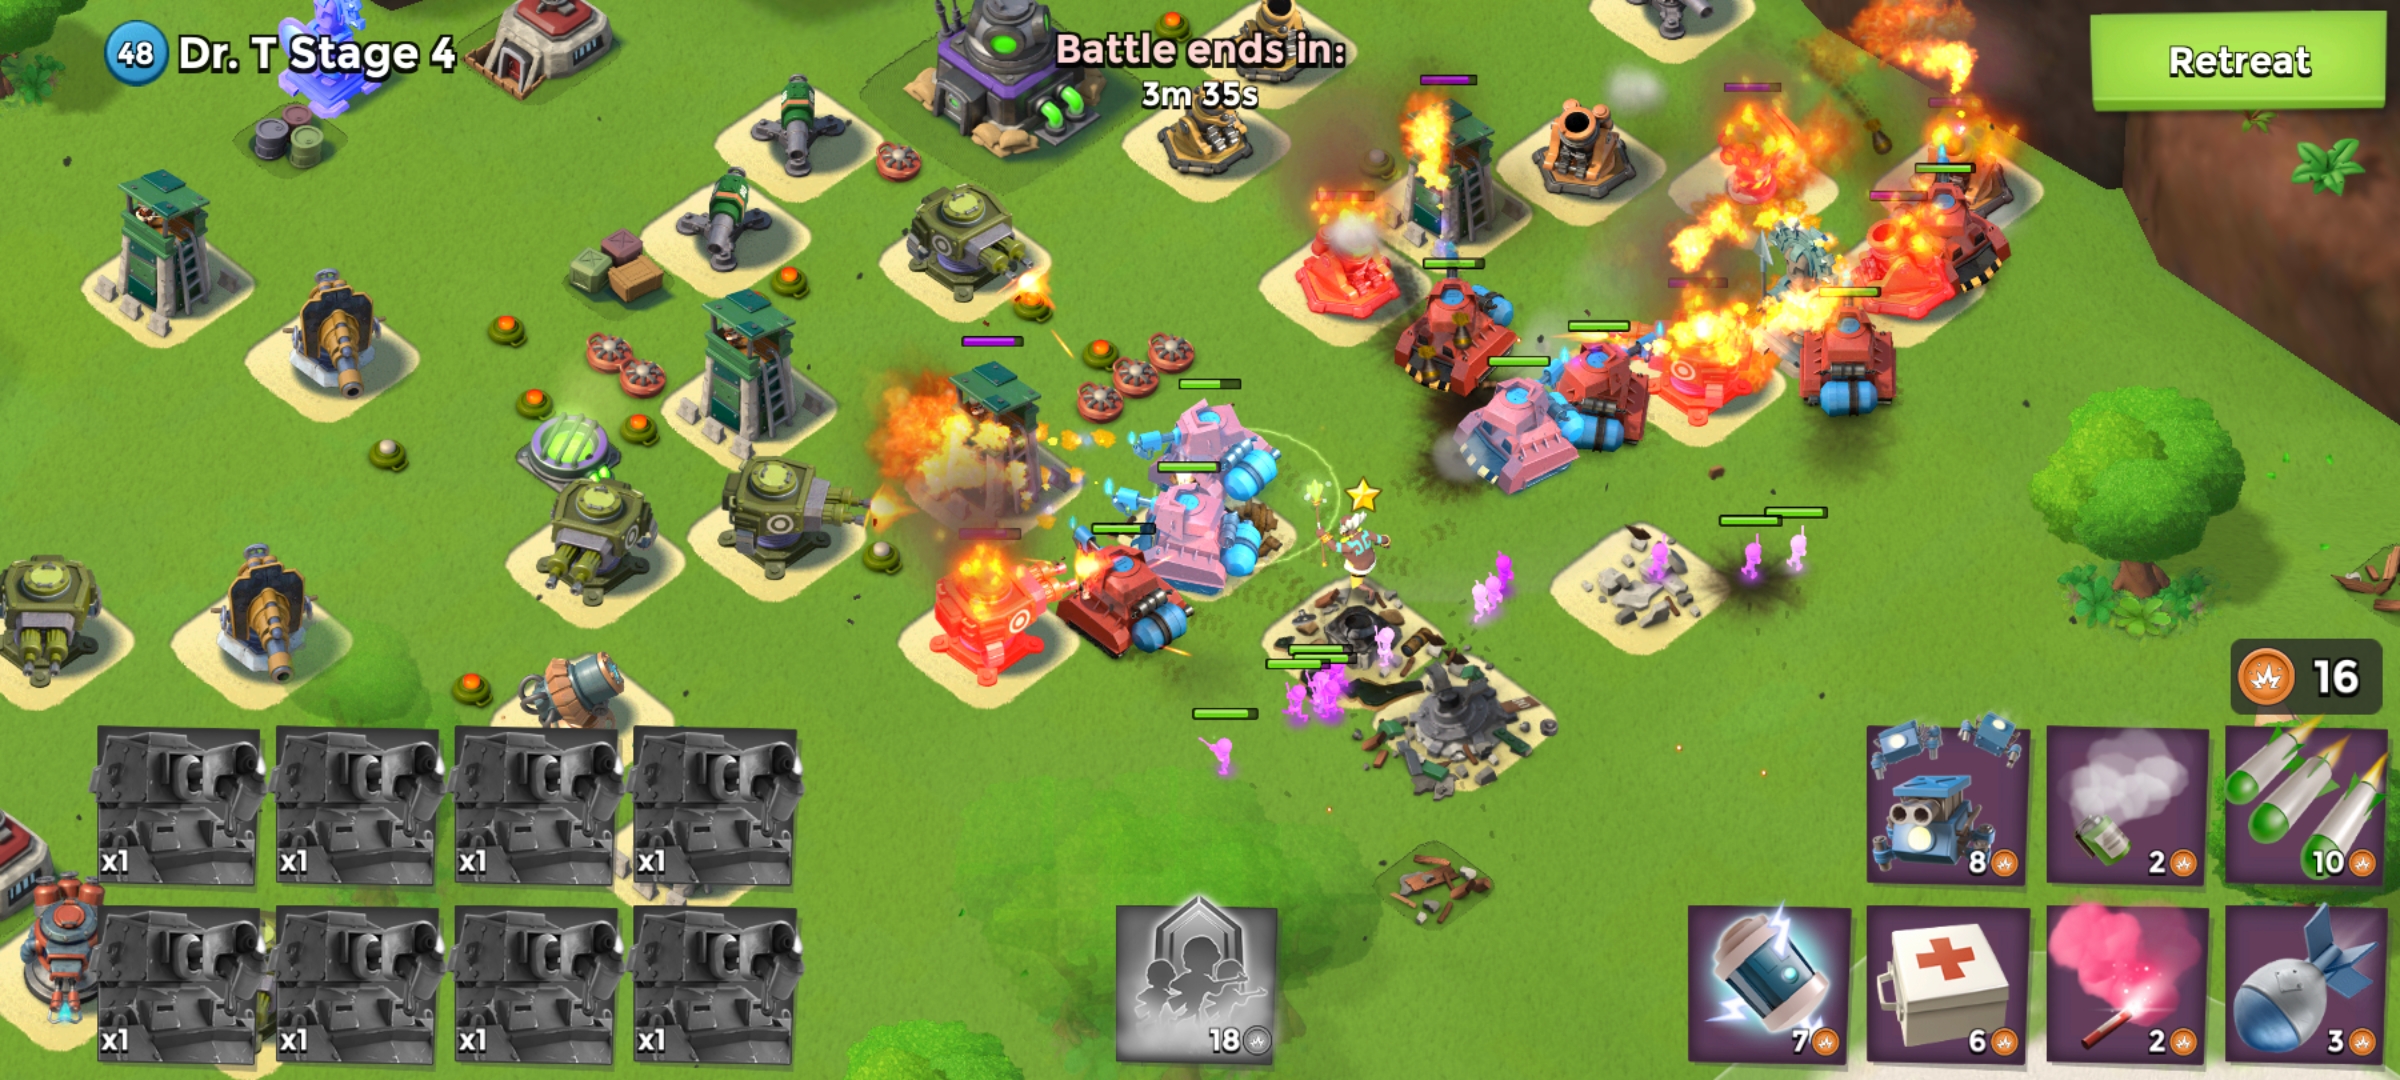 48 Dr. T Stage 4
Battle ends in:
3m 35s
Retreat
16
x1 x1 x1 x1
8 2 10
x1 x1 x1 x1
18
7 6 2 3